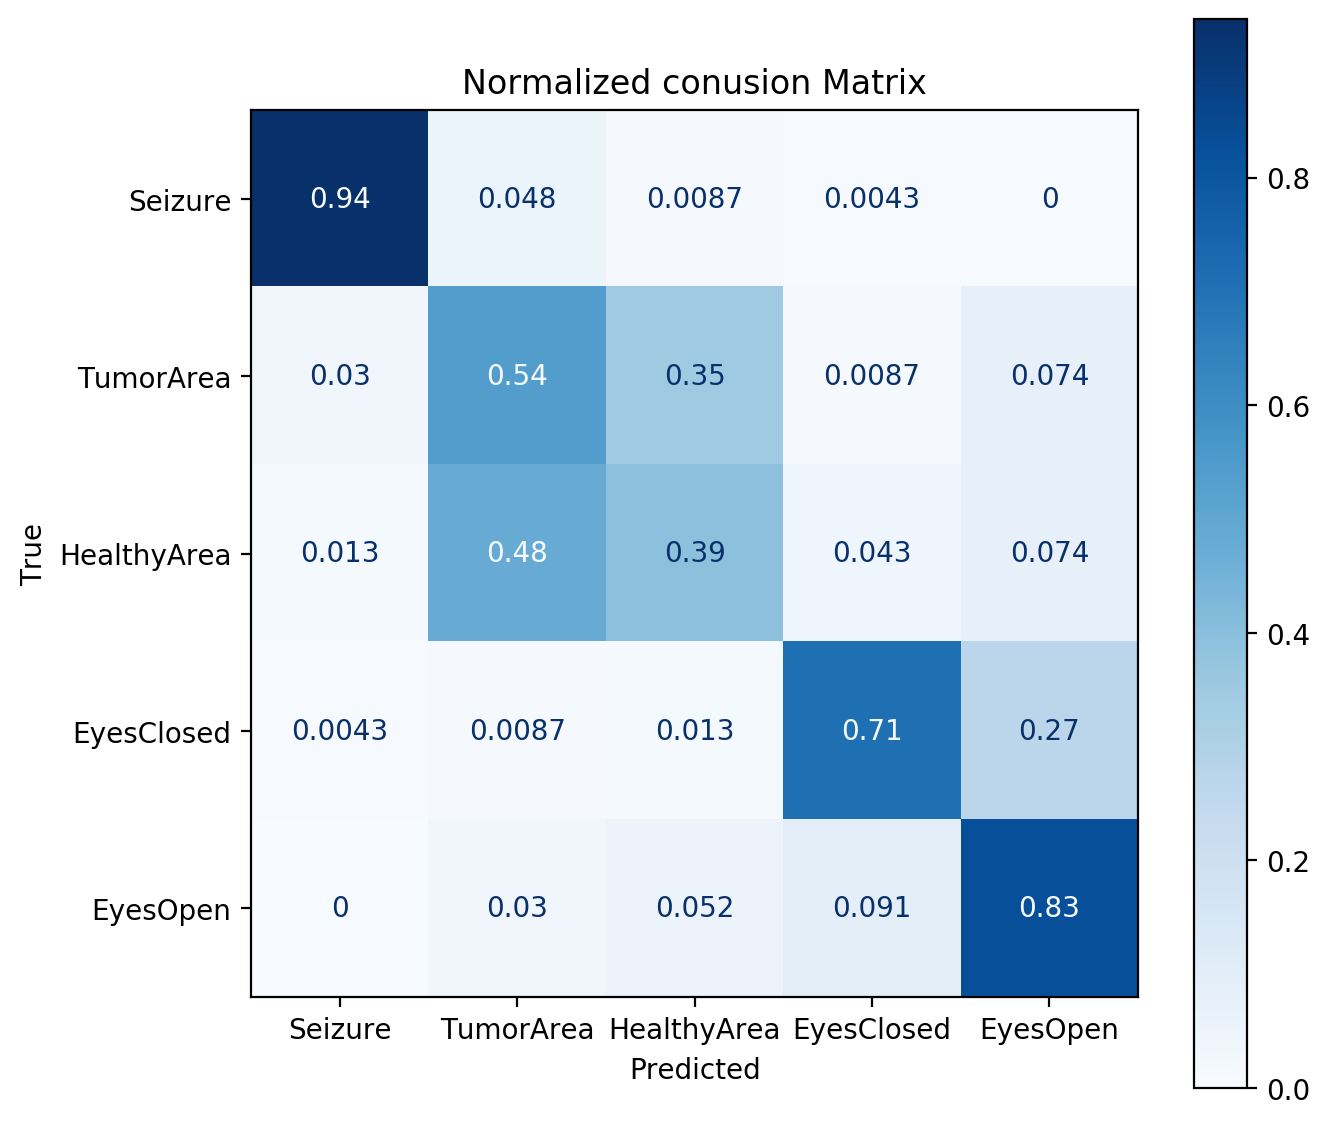 Normalized conusion Matrix
Seizure 0.94 0.048 0.0087 0.0043 0
TumorArea 0.03 0.54 0.35 0.0087 0.074
HealthyArea 0.013 0.48 0.39 0.043 0.074
EyesClosed 0.0043 0.0087 0.013 0.71 0.27
EyesOpen 0 0.03 0.052 0.091 0.83
True
Seizure TumorArea HealthyArea EyesClosed EyesOpen
Predicted
0.8
0.6
0.4
0.2
0.0